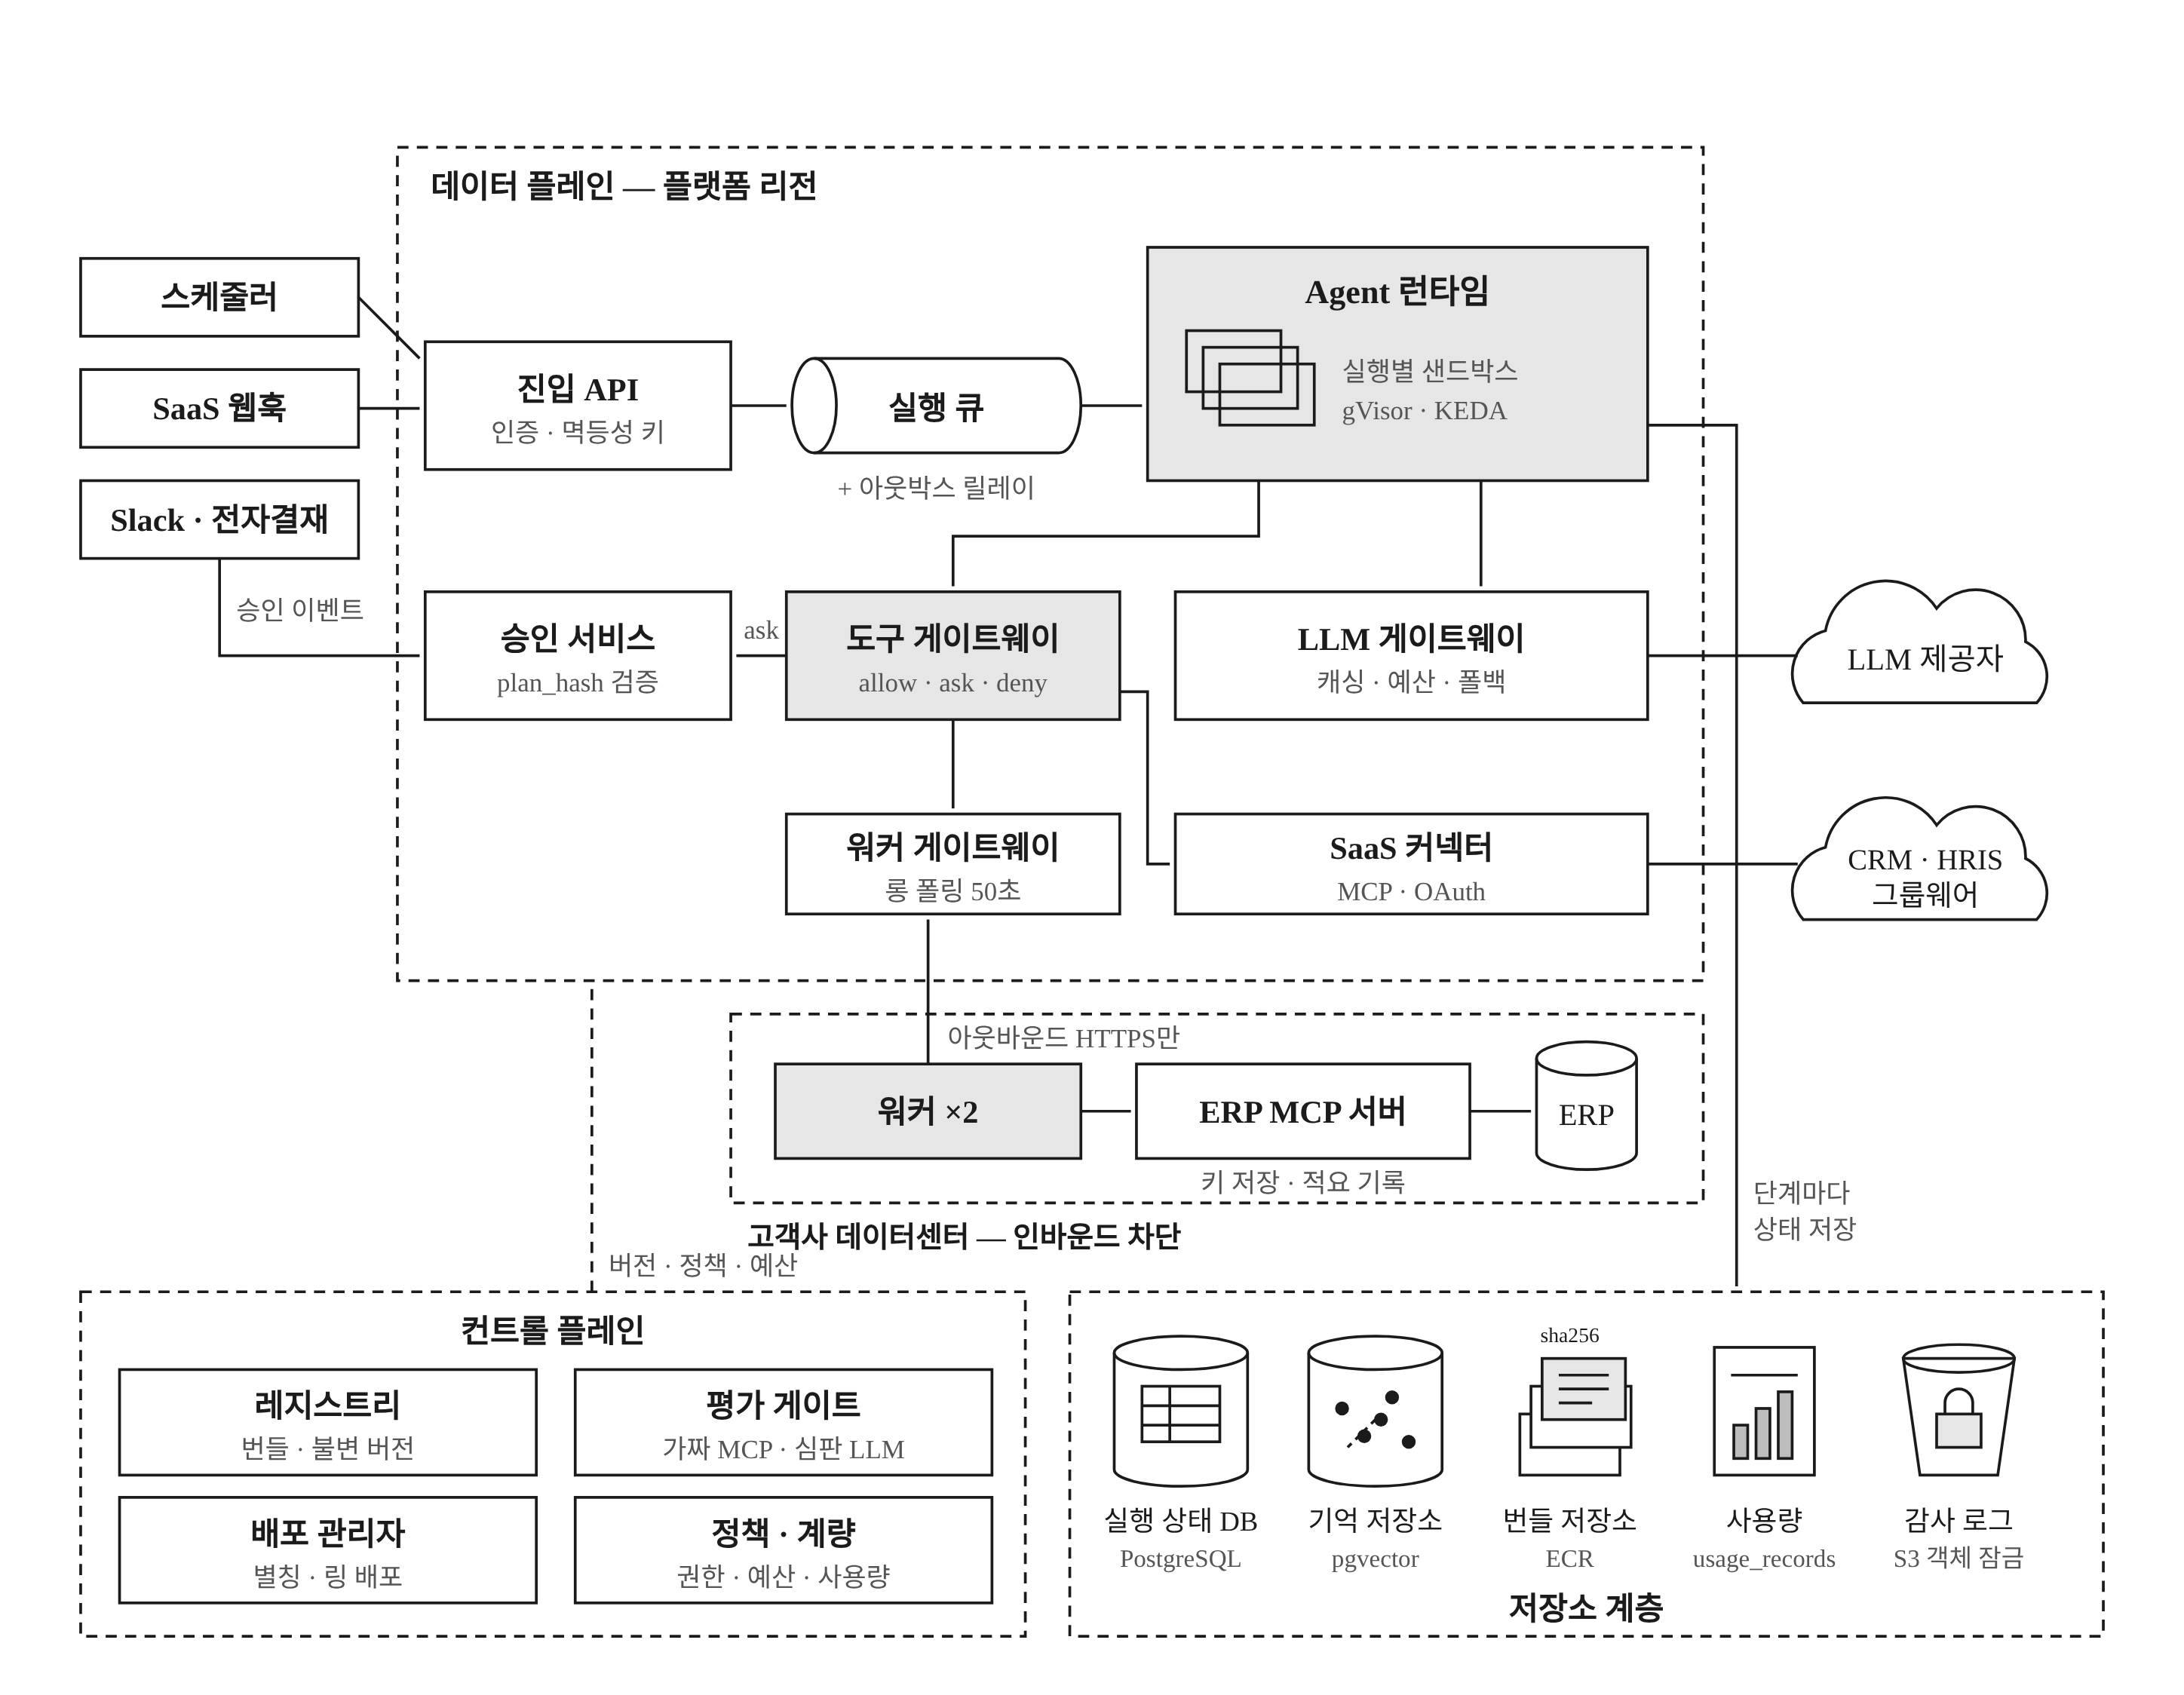 데이터 플레인 — 플랫폼 리전
스케줄러
SaaS 웹훅
Slack · 전자결재
승인 이벤트
진입 API
인증 · 멱등성 키
실행 큐
+ 아웃박스 릴레이
Agent 런타임
실행별 샌드박스
gVisor · KEDA
승인 서비스
plan_hash 검증
ask
도구 게이트웨이
allow · ask · deny
LLM 게이트웨이
캐싱 · 예산 · 폴백
LLM 제공자
워커 게이트웨이
롱 폴링 50초
SaaS 커넥터
MCP · OAuth
CRM · HRIS
그룹웨어
아웃바운드 HTTPS만
워커 ×2
ERP MCP 서버
키 저장 · 적요 기록
ERP
고객사 데이터센터 — 인바운드 차단
단계마다
상태 저장
버전 · 정책 · 예산
컨트롤 플레인
레지스트리
번들 · 불변 버전
평가 게이트
가짜 MCP · 심판 LLM
배포 관리자
별칭 · 링 배포
정책 · 계량
권한 · 예산 · 사용량
sha256
실행 상태 DB
PostgreSQL
기억 저장소
pgvector
번들 저장소
ECR
사용량
usage_records
감사 로그
S3 객체 잠금
저장소 계층